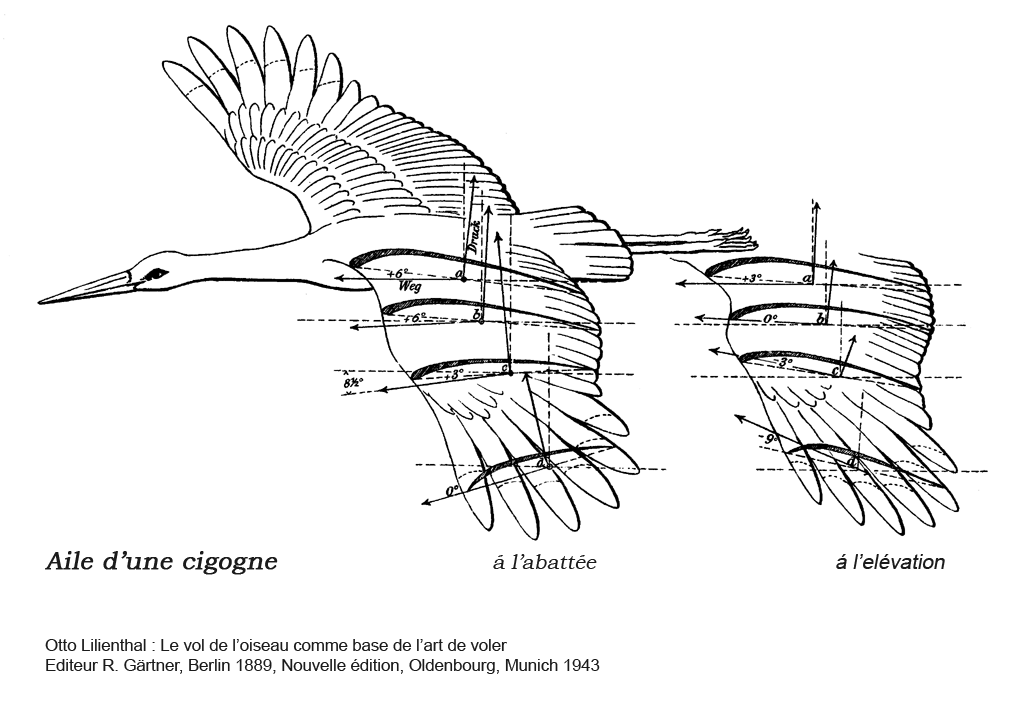 Druck
+6°
a
Weg
+6°
b
+3°
c
8½°
0°
d
+3°
a
0°
b
-3°
c
-9°
d
Aile d’une cigogne
á l’abattée
á l’elévation
Otto Lilienthal : Le vol de l’oiseau comme base de l’art de voler
Editeur R. Gärtner, Berlin 1889, Nouvelle édition, Oldenbourg, Munich 1943